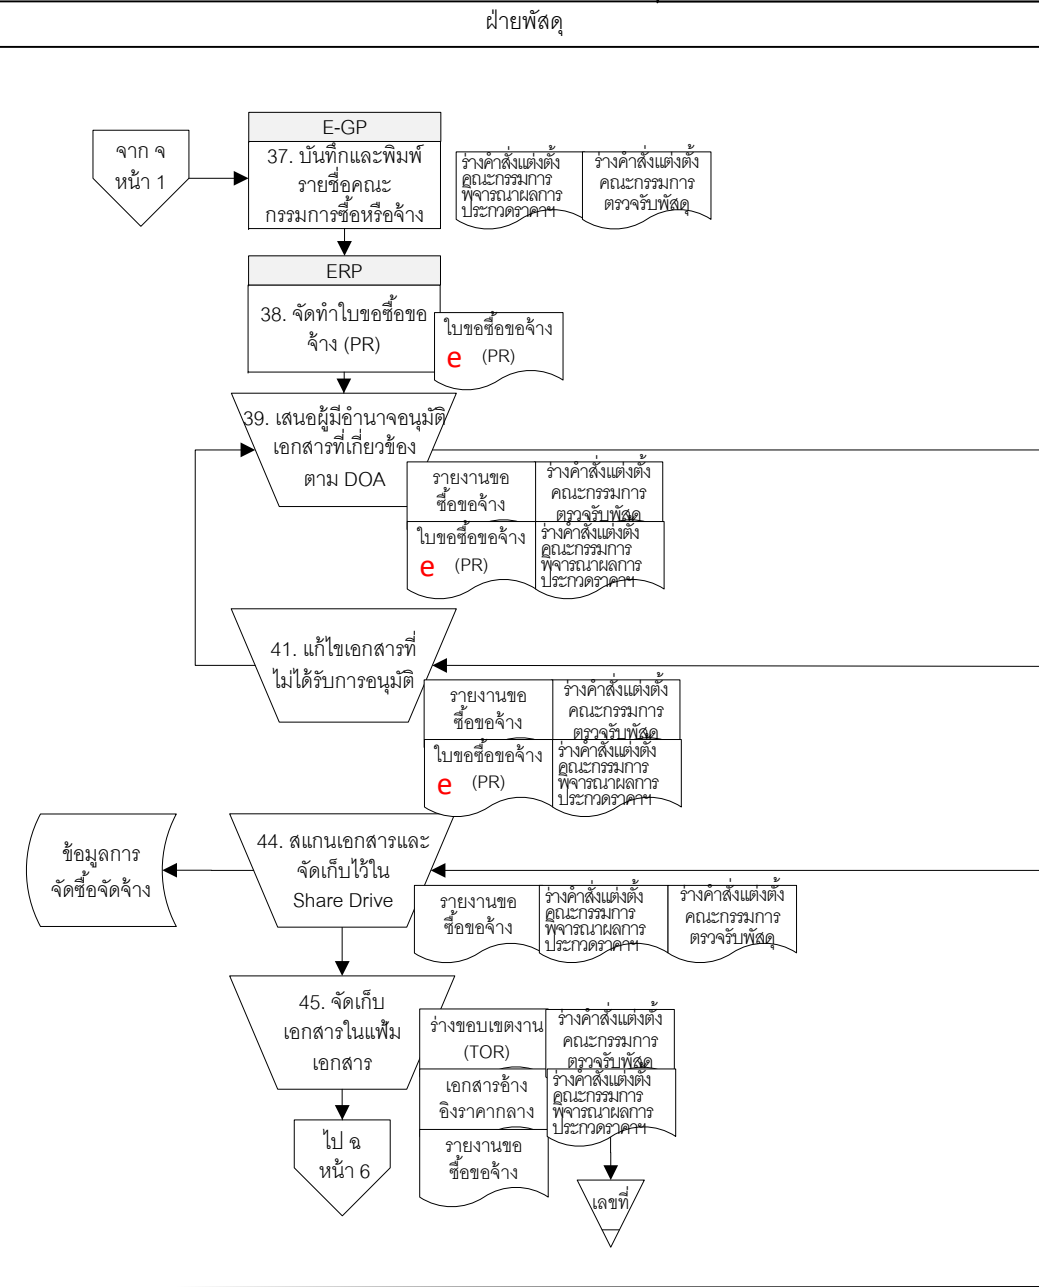 ฝ่ายพัสดุ
จาก จ
หน้า 1
E-GP
37. บันทึกและพิมพ์
รายชื่อคณะ
กรรมการซื้อหรือจ้าง
ร่างคำสั่งแต่งตั้ง
คณะกรรมการ
พิจารณาผลการ
ประกวดราคาฯ
ร่างคำสั่งแต่งตั้ง
คณะกรรมการ
ตรวจรับพัสดุ
ERP
38. จัดทำใบขอซื้อขอ
จ้าง (PR)
ใบขอซื้อขอจ้าง
e (PR)
39. เสนอผู้มีอำนาจอนุมัติ
เอกสารที่เกี่ยวข้อง
ตาม DOA
รายงานขอ
ซื้อขอจ้าง
ร่างคำสั่งแต่งตั้ง
คณะกรรมการ
ตรวจรับพัสดุ
ใบขอซื้อขอจ้าง
e (PR)
ร่างคำสั่งแต่งตั้ง
คณะกรรมการ
พิจารณาผลการ
ประกวดราคาฯ
41. แก้ไขเอกสารที่
ไม่ได้รับการอนุมัติ
รายงานขอ
ซื้อขอจ้าง
ร่างคำสั่งแต่งตั้ง
คณะกรรมการ
ตรวจรับพัสดุ
ใบขอซื้อขอจ้าง
e (PR)
ร่างคำสั่งแต่งตั้ง
คณะกรรมการ
พิจารณาผลการ
ประกวดราคาฯ
ข้อมูลการ
จัดซื้อจัดจ้าง
44. สแกนเอกสารและ
จัดเก็บไว้ใน
Share Drive
รายงานขอ
ซื้อขอจ้าง
ร่างคำสั่งแต่งตั้ง
คณะกรรมการ
พิจารณาผลการ
ประกวดราคาฯ
ร่างคำสั่งแต่งตั้ง
คณะกรรมการ
ตรวจรับพัสดุ
45. จัดเก็บ
เอกสารในแฟ้ม
เอกสาร
ร่างขอบเขตงาน
(TOR)
ร่างคำสั่งแต่งตั้ง
คณะกรรมการ
ตรวจรับพัสดุ
เอกสารอ้าง
อิงราคากลาง
ร่างคำสั่งแต่งตั้ง
คณะกรรมการ
พิจารณาผลการ
ประกวดราคาฯ
รายงานขอ
ซื้อขอจ้าง
ไป ฉ
หน้า 6
เลขที่